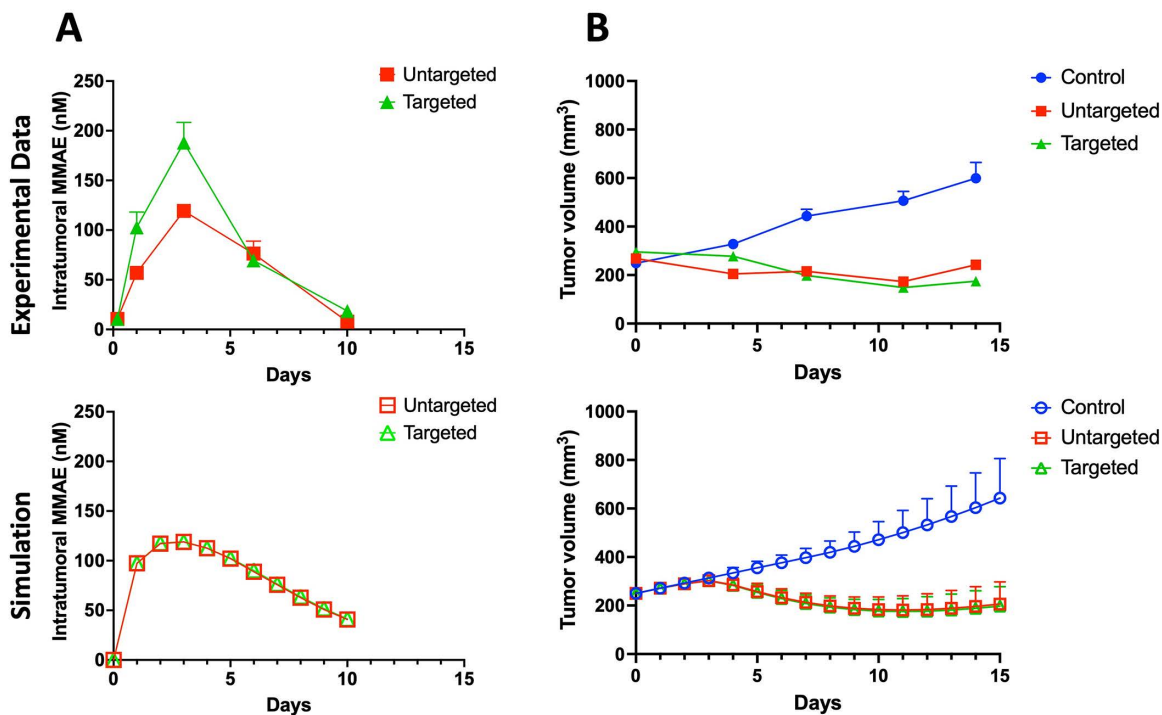 A
B
Experimental Data
Intratumoral MMAE (nM)
250
200
150
100
50
0
0
5
10
15
Days
Untargeted
Targeted
Tumor volume (mm³)
1000
800
600
400
200
0
0
5
10
15
Days
Control
Untargeted
Targeted
Simulation
Intratumoral MMAE (nM)
250
200
150
100
50
0
0
5
10
15
Days
Untargeted
Targeted
Tumor volume (mm³)
1000
800
600
400
200
0
0
5
10
15
Days
Control
Untargeted
Targeted